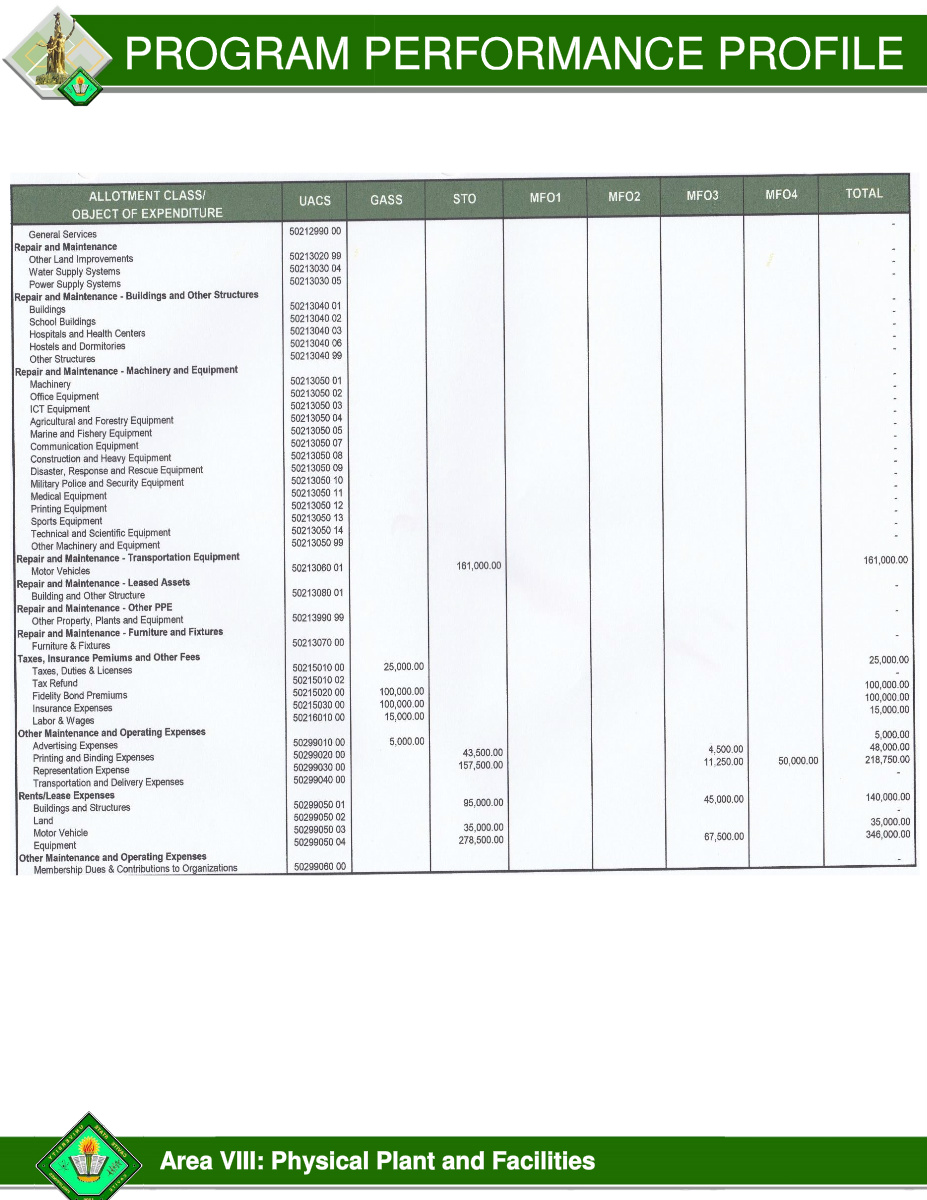 PROGRAM PERFORMANCE PROFILE
ALLOTMENT CLASS/ OBJECT OF EXPENDITURE UACS GASS STO MFO1 MFO2 MFO3 MFO4 TOTAL
General Services 50212990 00 -
Repair and Maintenance
Other Land Improvements 50213020 99 -
Water Supply Systems 50213030 04 -
Power Supply Systems 50213030 05 -
Repair and Maintenance - Buildings and Other Structures
Buildings 50213040 01 -
School Buildings 50213040 02 -
Hospitals and Health Centers 50213040 03 -
Hostels and Dormitories 50213040 06 -
Other Structures 50213040 99 -
Repair and Maintenance - Machinery and Equipment
Machinery 50213050 01 -
Office Equipment 50213050 02 -
ICT Equipment 50213050 03 -
Agricultural and Forestry Equipment 50213050 04 -
Marine and Fishery Equipment 50213050 05 -
Communication Equipment 50213050 07 -
Construction and Heavy Equipment 50213050 08 -
Disaster, Response and Rescue Equipment 50213050 09 -
Military Police and Security Equipment 50213050 10 -
Medical Equipment 50213050 11 -
Printing Equipment 50213050 12 -
Sports Equipment 50213050 13 -
Technical and Scientific Equipment 50213050 14 -
Other Machinery and Equipment 50213050 99 -
Repair and Maintenance - Transportation Equipment
Motor Vehicles 50213060 01 161,000.00 161,000.00
Repair and Maintenance - Leased Assets
Building and Other Structure 50213080 01 -
Repair and Maintenance - Other PPE
Other Property, Plants and Equipment 50213990 99 -
Repair and Maintenance - Furniture and Fixtures
Furniture & Fixtures 50213070 00 -
Taxes, Insurance Pemiums and Other Fees
Taxes, Duties & Licenses 50215010 00 25,000.00 25,000.00
Tax Refund 50215010 02 -
Fidelity Bond Premiums 50215020 00 100,000.00 100,000.00
Insurance Expenses 50215030 00 100,000.00 100,000.00
Labor & Wages 50216010 00 15,000.00 15,000.00
Other Maintenance and Operating Expenses
Advertising Expenses 50299010 00 5,000.00 5,000.00
Printing and Binding Expenses 50299020 00 43,500.00 4,500.00 48,000.00
Representation Expense 50299030 00 157,500.00 11,250.00 50,000.00 218,750.00
Transportation and Delivery Expenses 50299040 00 -
Rents/Lease Expenses
Buildings and Structures 50299050 01 95,000.00 45,000.00 140,000.00
Land 50299050 02 -
Motor Vehicle 50299050 03 35,000.00 35,000.00
Equipment 50299050 04 278,500.00 67,500.00 346,000.00
Other Maintenance and Operating Expenses
Membership Dues & Contributions to Organizations 50299060 00 -
Area VIII: Physical Plant and Facilities